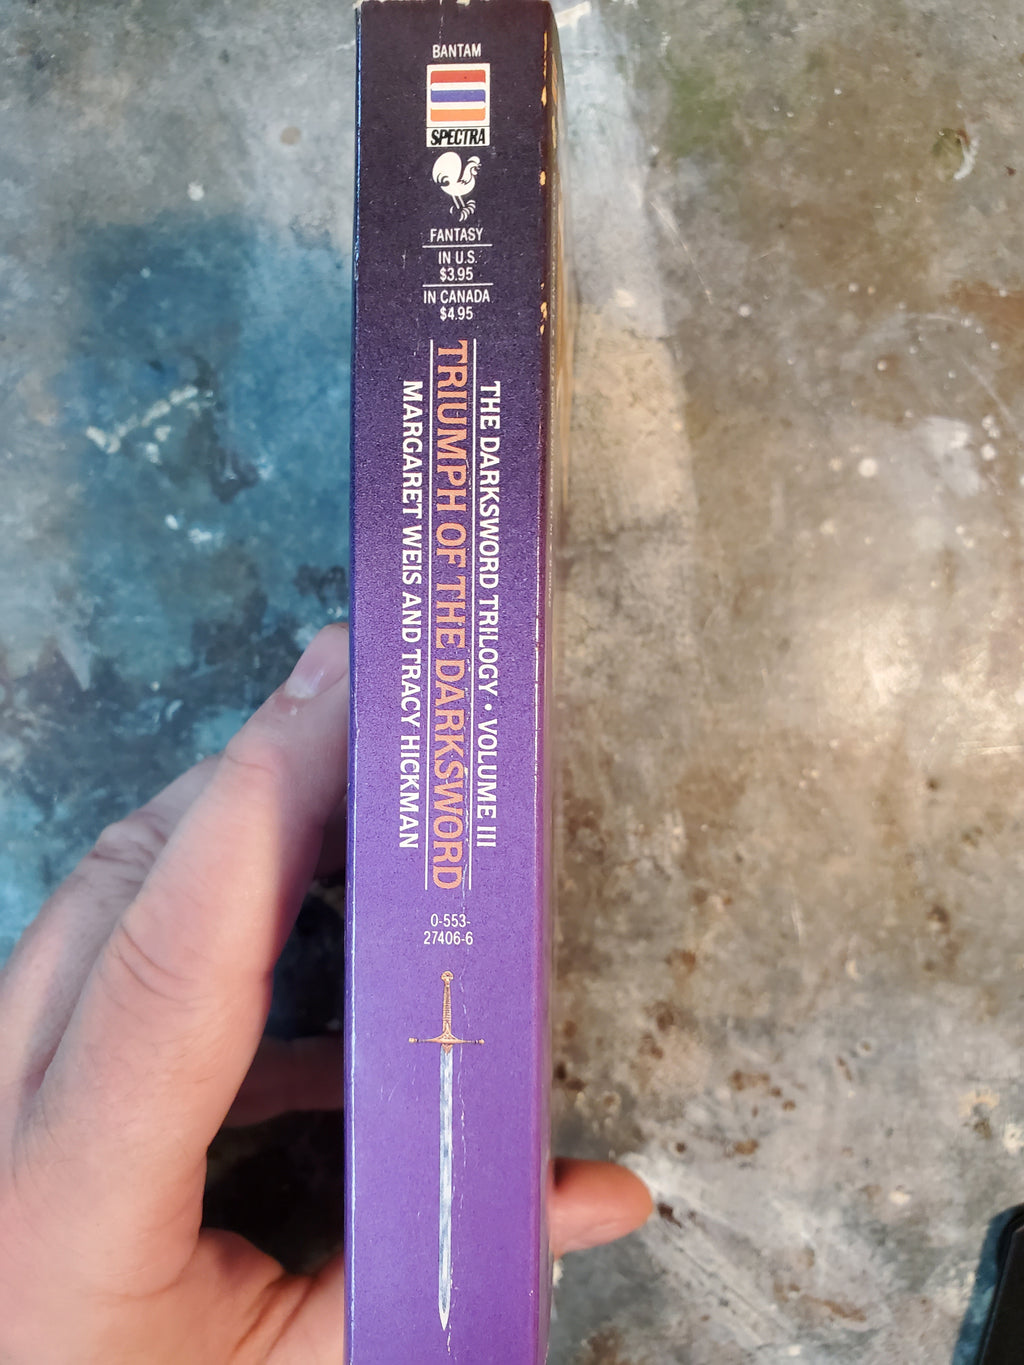 BANTAM
SPECTRA
FANTASY
IN U.S.
$3.95
IN CANADA
$4.95
THE DARKSWORD TRILOGY • VOLUME III
TRIUMPH OF THE DARKSWORD
MARGARET WEIS AND TRACY HICKMAN
0-553-
27406-6